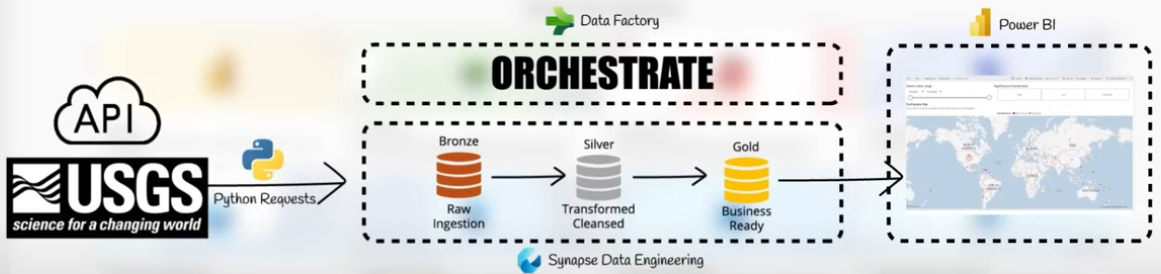 Data Factory
Power BI
ORCHESTRATE
API
USGS
science for a changing world
Python Requests
Bronze
Silver
Gold
Raw
Ingestion
Transformed
Cleansed
Business
Ready
Synapse Data Engineering